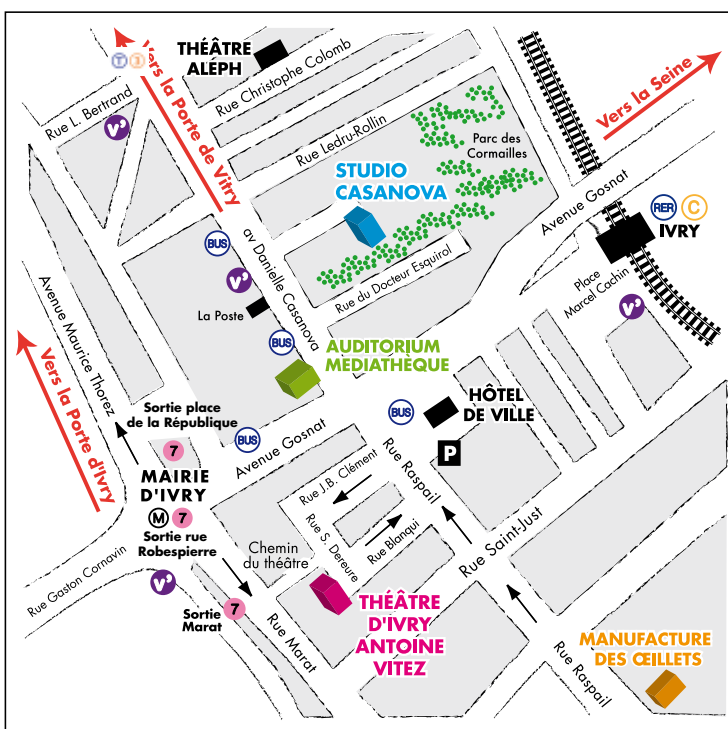 Vers la Porte de Vitry
T 3
THÉÂTRE
ALÉPH
Rue Christophe Colomb
Rue L. Bertrand
V'
Rue Ledru-Rollin
Parc des
Cormailles
Vers la Seine
STUDIO
CASANOVA
Avenue Gosnat
RER C
IVRY
Place
Marcel Cachin
V'
BUS
av Danielle Casanova
V'
La Poste
Rue du Docteur Esquirol
Avenue Maurice Thorez
BUS
AUDITORIUM
MEDIATHÈQUE
Vers la Porte d'Ivry
Sortie place
de la République
7
BUS
Avenue Gosnat
BUS
HÔTEL
DE VILLE
P
MAIRIE
D'IVRY
M 7
Sortie rue
Robespierre
Rue J.B. Clément
Rue Raspail
Rue S. Dereure
Rue Blanqui
Rue Saint-Just
Chemin
du théâtre
Rue Gaston Cornavin
V'
Sortie
Marat
7
Rue Marat
THÉÂTRE
D'IVRY
ANTOINE
VITEZ
Rue Raspail
MANUFACTURE
DES ŒILLETS